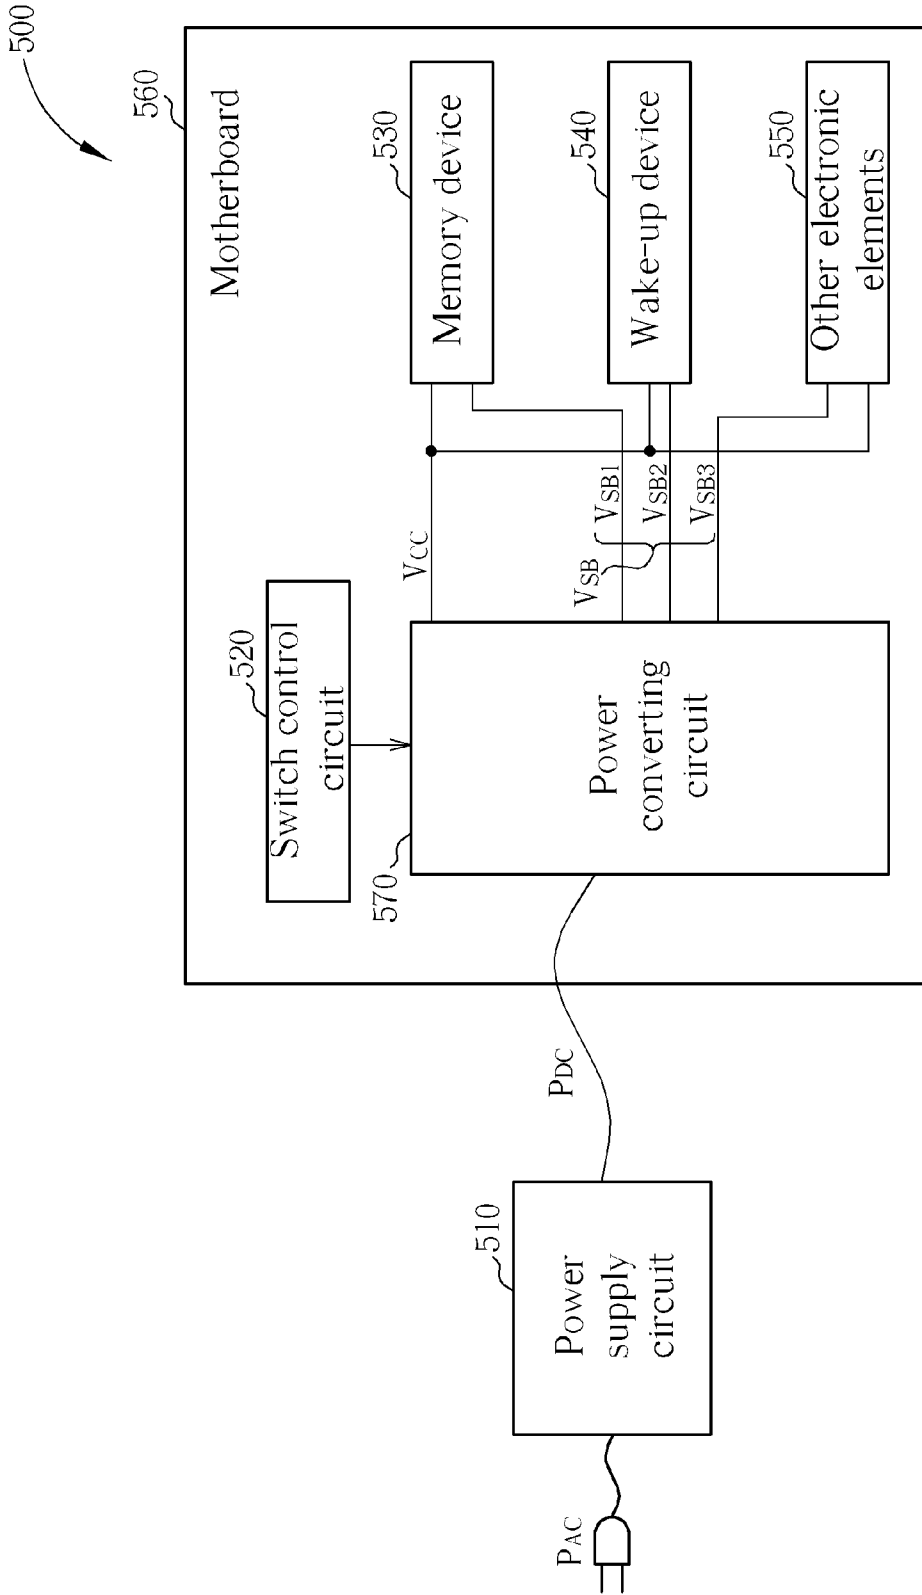 500
560
Motherboard
520
Switch control
circuit
530
Memory device
540
Wake-up device
550
Other electronic
elements
570
Power
converting
circuit
VCC
VSB
VSB1
VSB2
VSB3
PDC
510
Power
supply
circuit
PAC